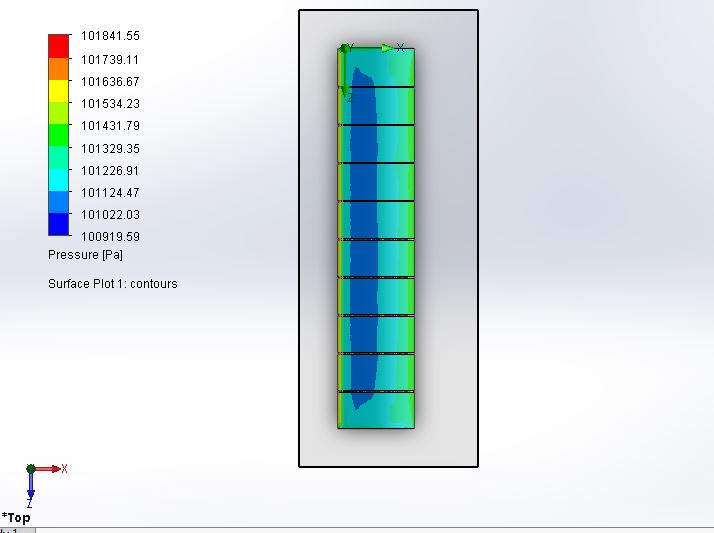 101841.55
101739.11
101636.67
101534.23
101431.79
101329.35
101226.91
101124.47
101022.03
100919.59
Pressure [Pa]
Surface Plot 1: contours
Y X
Z
X
Z
*Top